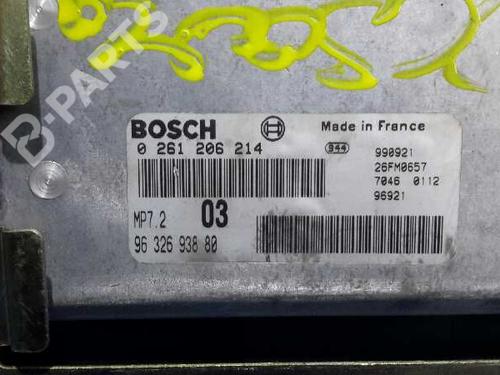 B-PARTS
BOSCH
Made in France
0 261 206 214
944
990921
26FM0657
7046 0112
96921
MP7.2
03
96 326 938 80